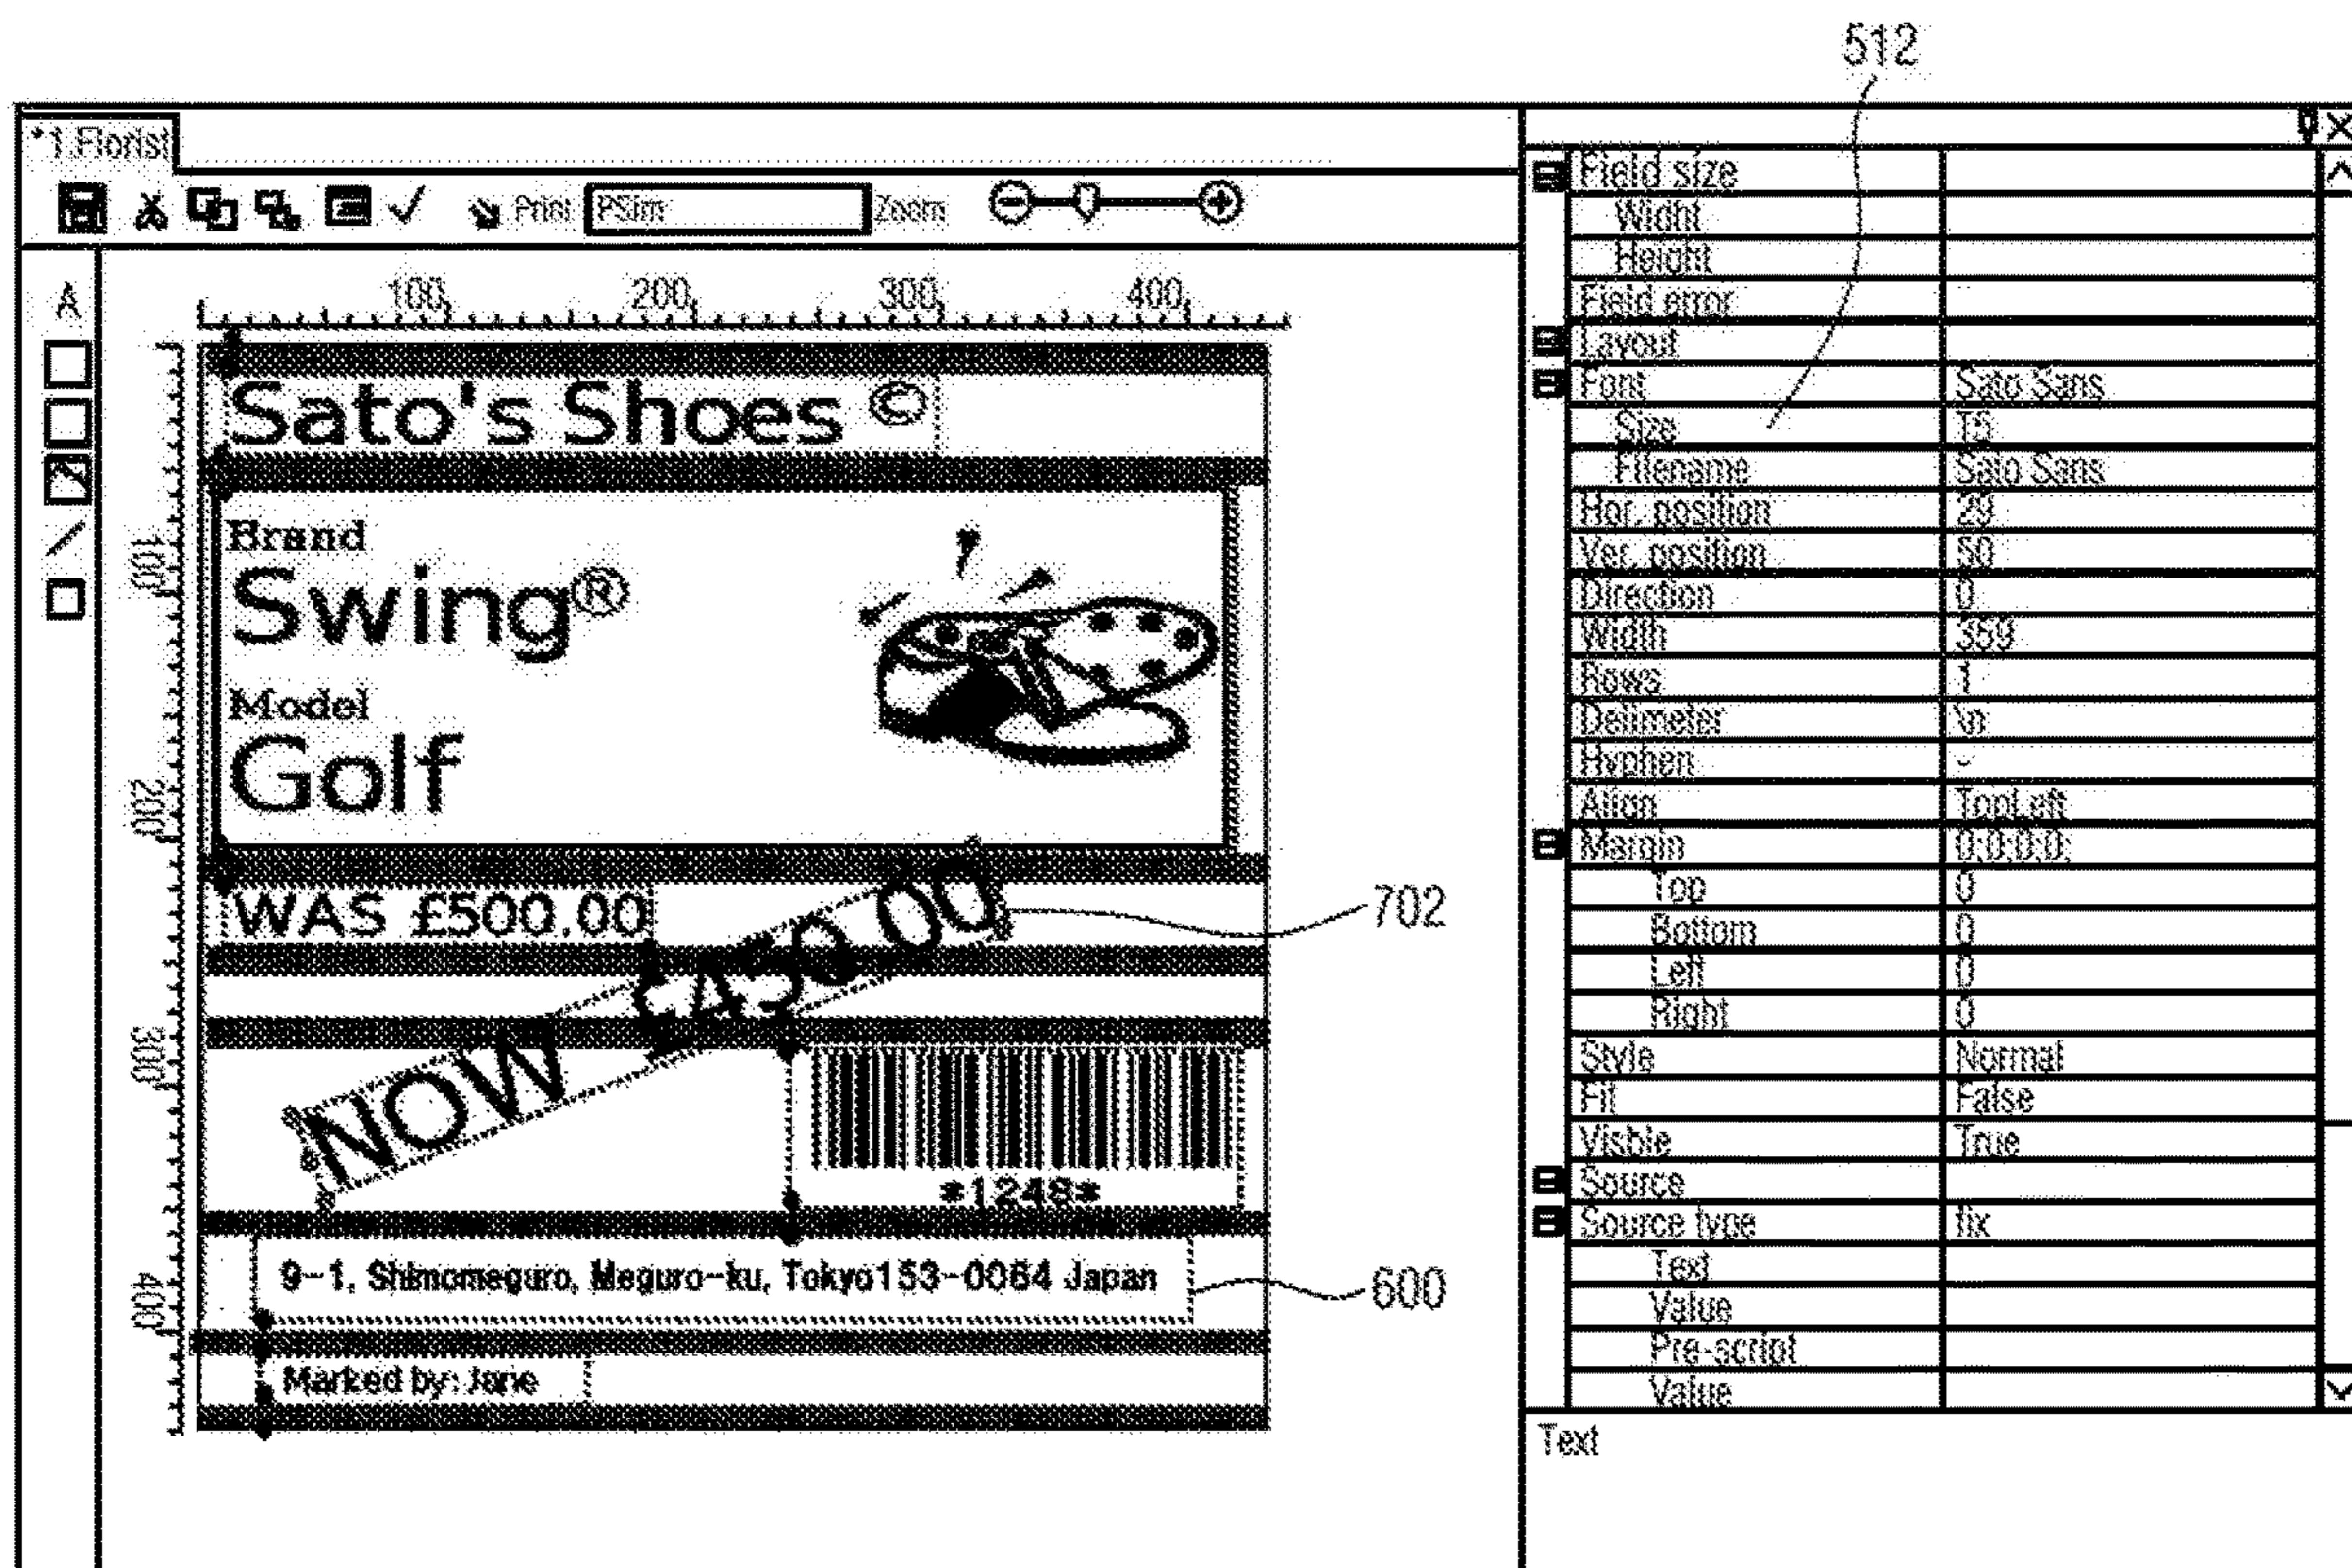 512
*1.Florist
Print PSim Zoom
A
100 200 300 400
Sato's Shoes ©
Brand
Swing®
Model
Golf
WAS £500.00
NOW £450.00
*1248*
9-1, Shimomeguro, Meguro-ku, Tokyo153-0064 Japan
Marked by: Jane
100
200
300
400
702
600
Field size
Widht
Height
Field error
Layout
Font Sato Sans
Size 15
Filename Sato Sans
Hor. position 29
Ver. position 60
Direction 0
Width 359
Rows 1
Delimeter \n
Hyphen -
Align TopLeft
Margin 0;0;0;0;
Top 0
Bottom 0
Left 0
Right 0
Style Normal
Fit False
Visble True
Source
Source type fix
Text
Value
Pre-script
Value
Text